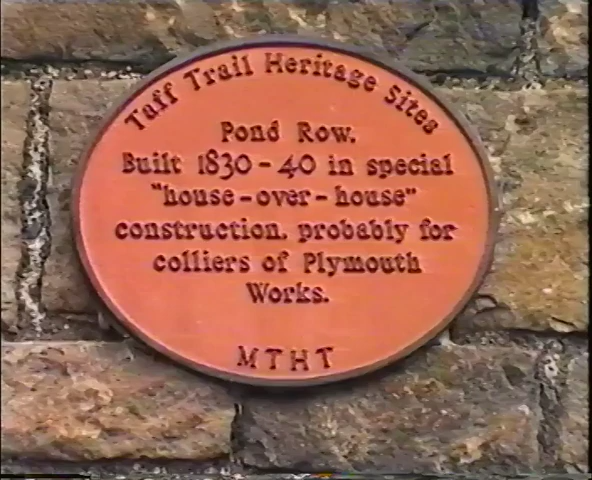 Taff Trail Heritage Sites
Pond Row.
Built 1830-40 in special
"house-over-house"
construction. probably for
colliers of Plymouth
Works.
MTHT